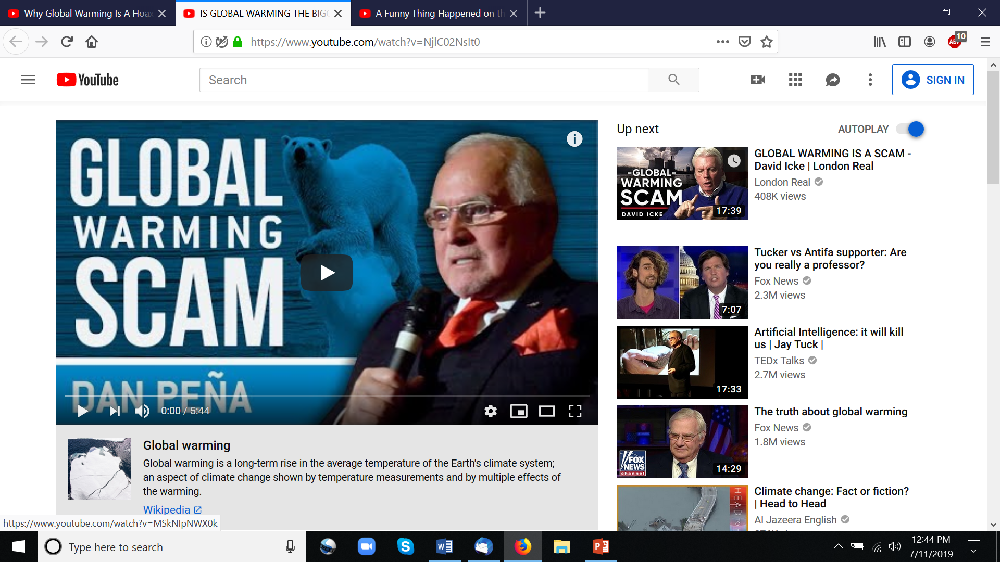 Why Global Warming Is A Hoax
IS GLOBAL WARMING THE BIGG
A Funny Thing Happened on th
https://www.youtube.com/watch?v=NjlC02NsIt0
ABP
10
YouTube
Search
SIGN IN
GLOBAL
WARMING
SCAM
DAN PEÑA
0:00 / 5:44
Global warming
Global warming is a long-term rise in the average temperature of the Earth's climate system;
an aspect of climate change shown by temperature measurements and by multiple effects of
the warming.
Wikipedia
Up next
AUTOPLAY
-GLOBAL-
WARMING
SCAM
DAVID ICKE
17:39
GLOBAL WARMING IS A SCAM -
David Icke | London Real
London Real
408K views
7:07
Tucker vs Antifa supporter: Are
you really a professor?
Fox News
2.3M views
17:33
Artificial Intelligence: it will kill
us | Jay Tuck |
TEDx Talks
2.7M views
FOX
NEWS
channel
14:29
The truth about global warming
Fox News
1.8M views
HEAD TO
Climate change: Fact or fiction?
| Head to Head
Al Jazeera English
https://www.youtube.com/watch?v=MSkNIpNWX0k
Type here to search
12:44 PM
7/11/2019